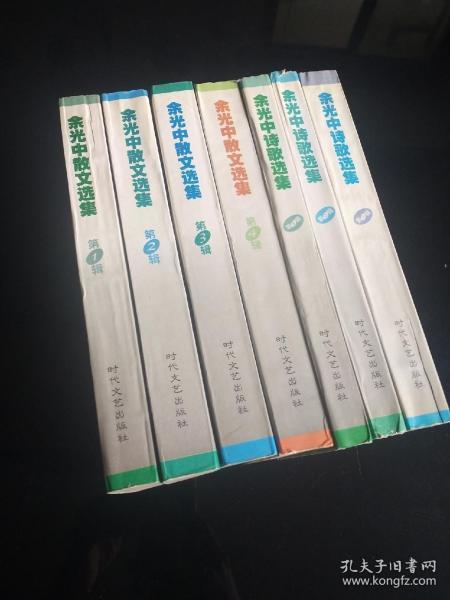 余光中散文选集
第1辑
时代文艺出版社
余光中散文选集
第2辑
时代文艺出版社
余光中散文选集
第3辑
时代文艺出版社
余光中散文选集
第4辑
时代文艺出版社
余光中诗歌选集
时代文艺出版社
余光中诗歌选集
时代文艺出版社
余光中诗歌选集
时代文艺出版社
孔夫子旧书网
www.kongfz.com